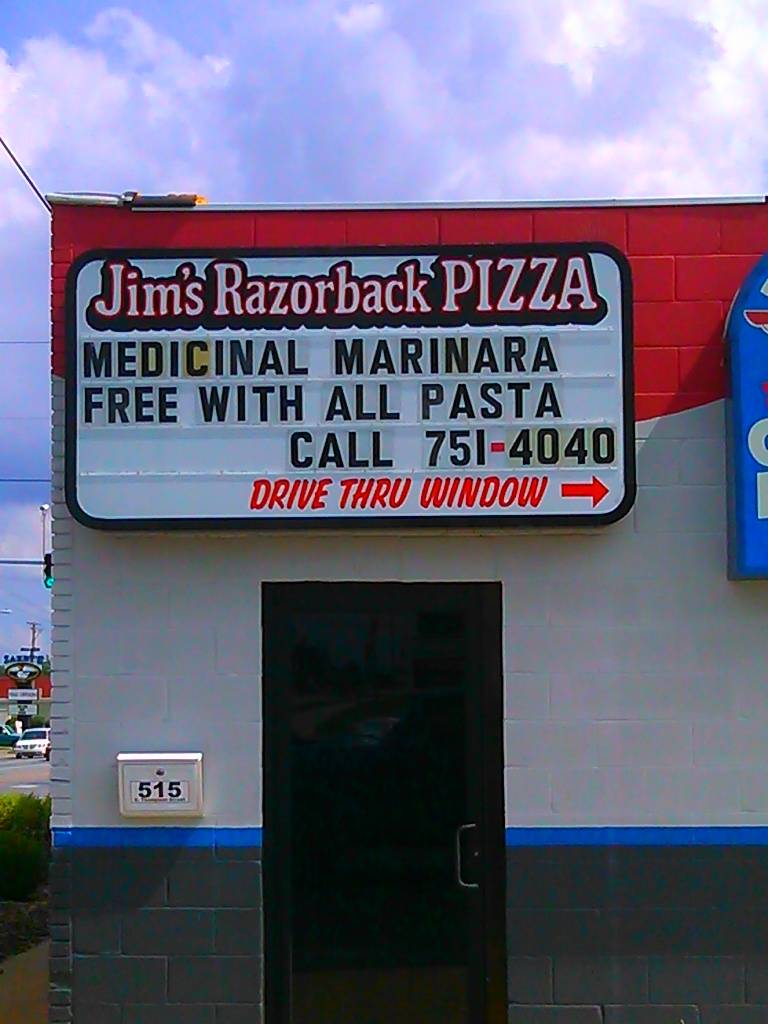 Jim's Razorback PIZZA
MEDICINAL MARINARA
FREE WITH ALL PASTA
CALL 751-4040
DRIVE THRU WINDOW
515